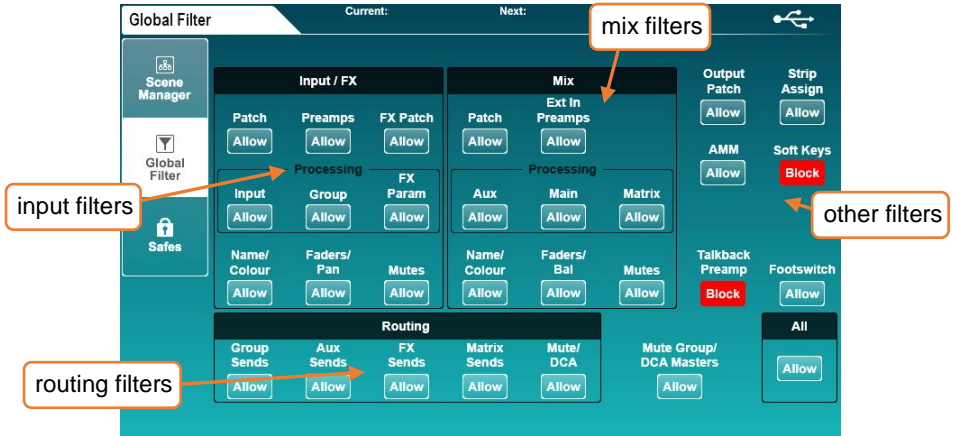 Global Filter
Current:
Next:
mix filters
Scene
Manager
Global
Filter
Safes
Input / FX
Patch
Preamps
FX Patch
Allow
Allow
Allow
Processing
Input
Group
FX
Param
Allow
Allow
Allow
Name/
Colour
Faders/
Pan
Mutes
Allow
Allow
Allow
Mix
Patch
Ext In
Preamps
Allow
Allow
Processing
Aux
Main
Matrix
Allow
Allow
Allow
Name/
Colour
Faders/
Bal
Mutes
Allow
Allow
Allow
Output
Patch
Allow
Strip
Assign
Allow
AMM
Allow
Soft Keys
Block
Talkback
Preamp
Block
Footswitch
Allow
input filters
other filters
Routing
Group
Sends
Aux
Sends
FX
Sends
Matrix
Sends
Mute/
DCA
Allow
Allow
Allow
Allow
Allow
Mute Group/
DCA Masters
Allow
All
Allow
routing filters